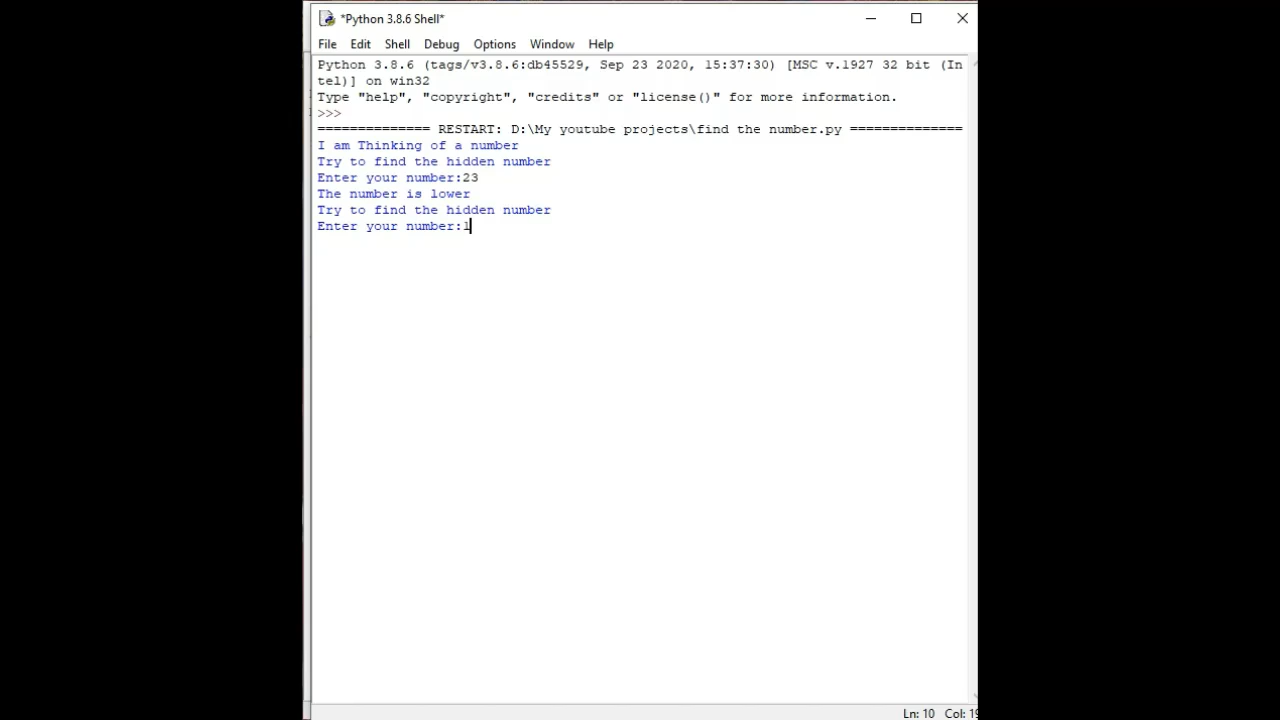 *Python 3.8.6 Shell*
File Edit Shell Debug Options Window Help
Python 3.8.6 (tags/v3.8.6:db45529, Sep 23 2020, 15:37:30) [MSC v.1927 32 bit (In
tel)] on win32
Type "help", "copyright", "credits" or "license()" for more information.
>>>
============== RESTART: D:\My youtube projects\find the number.py ==============
I am Thinking of a number
Try to find the hidden number
Enter your number:23
The number is lower
Try to find the hidden number
Enter your number:1
Ln: 10 Col: 19